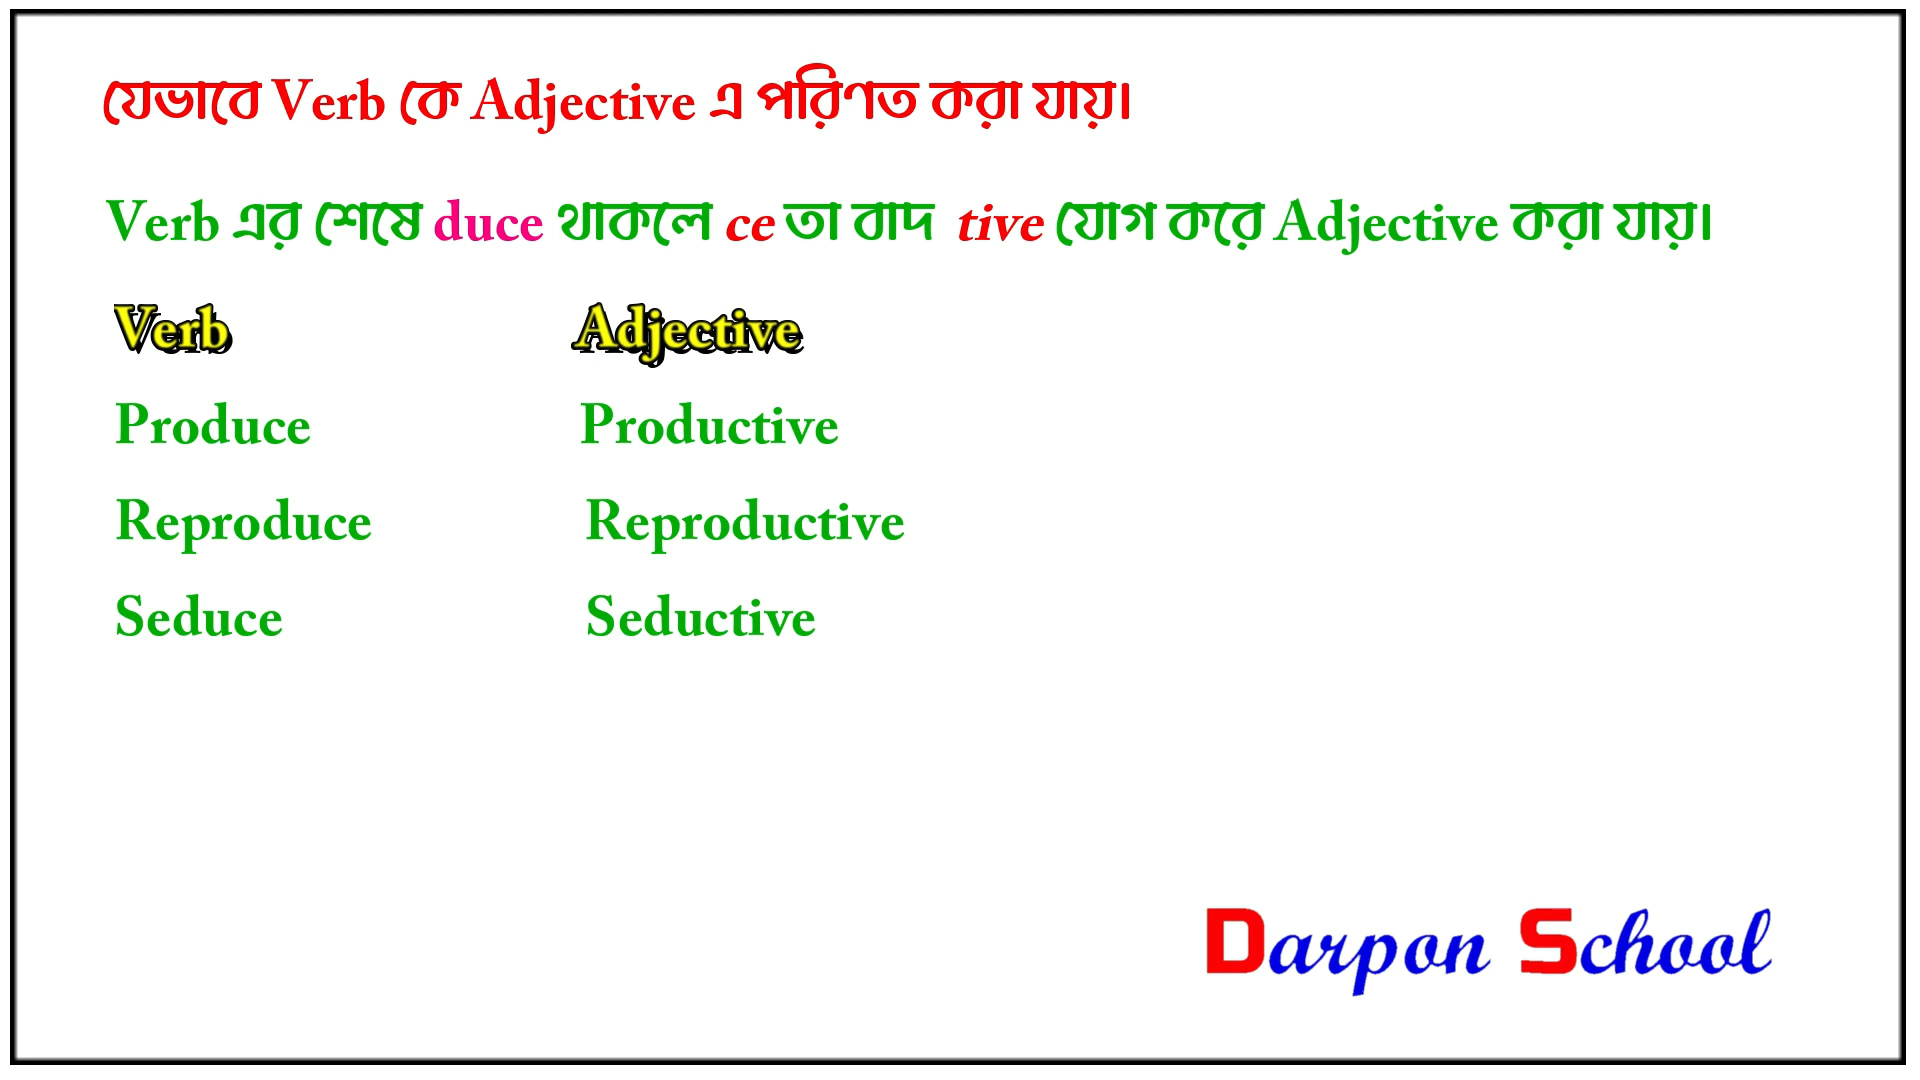 যেভাবে Verb কে Adjective এ পরিণত করা যায়।
Verb এর শেষে duce থাকলে ce তা বাদ tive যোগ করে Adjective করা যায়।
Verb Adjective
Produce Productive
Reproduce Reproductive
Seduce Seductive
Darpon School